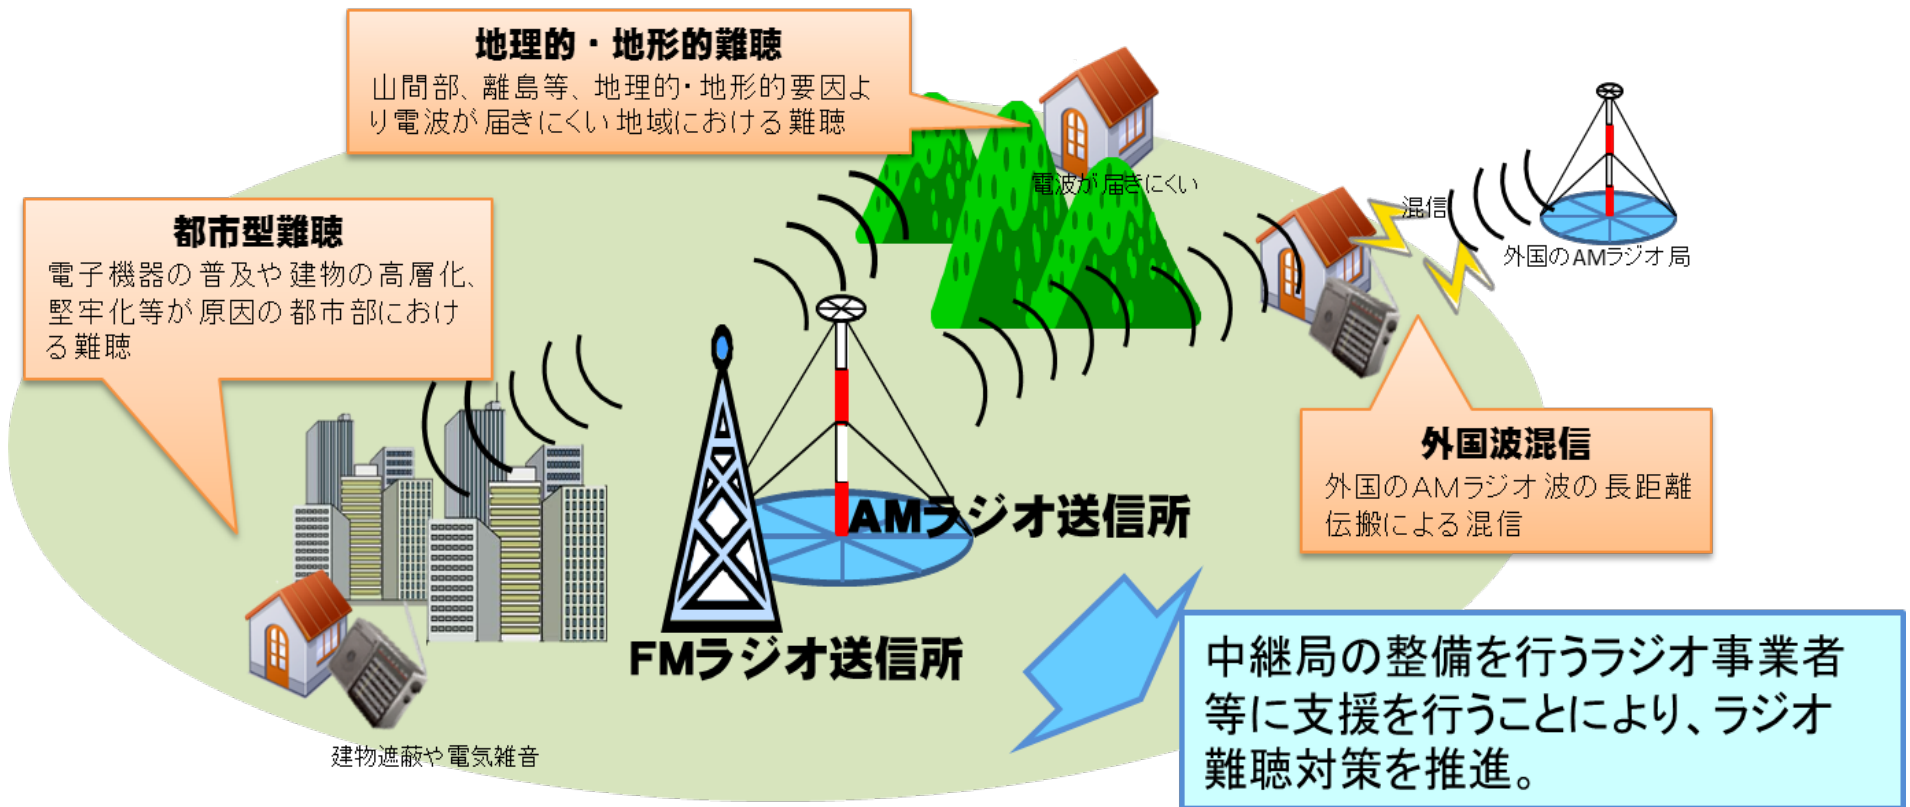 地理的・地形的難聴
山間部、離島等、地理的・地形的要因よ
り電波が届きにくい地域における難聴
電波が届きにくい
混信
外国のAMラジオ局
都市型難聴
電子機器の普及や建物の高層化、
堅牢化等が原因の都市部におけ
る難聴
外国波混信
外国のAMラジオ波の長距離
伝搬による混信
AMラジオ送信所
FMラジオ送信所
建物遮蔽や電気雑音
中継局の整備を行うラジオ事業者
等に支援を行うことにより、ラジオ
難聴対策を推進。